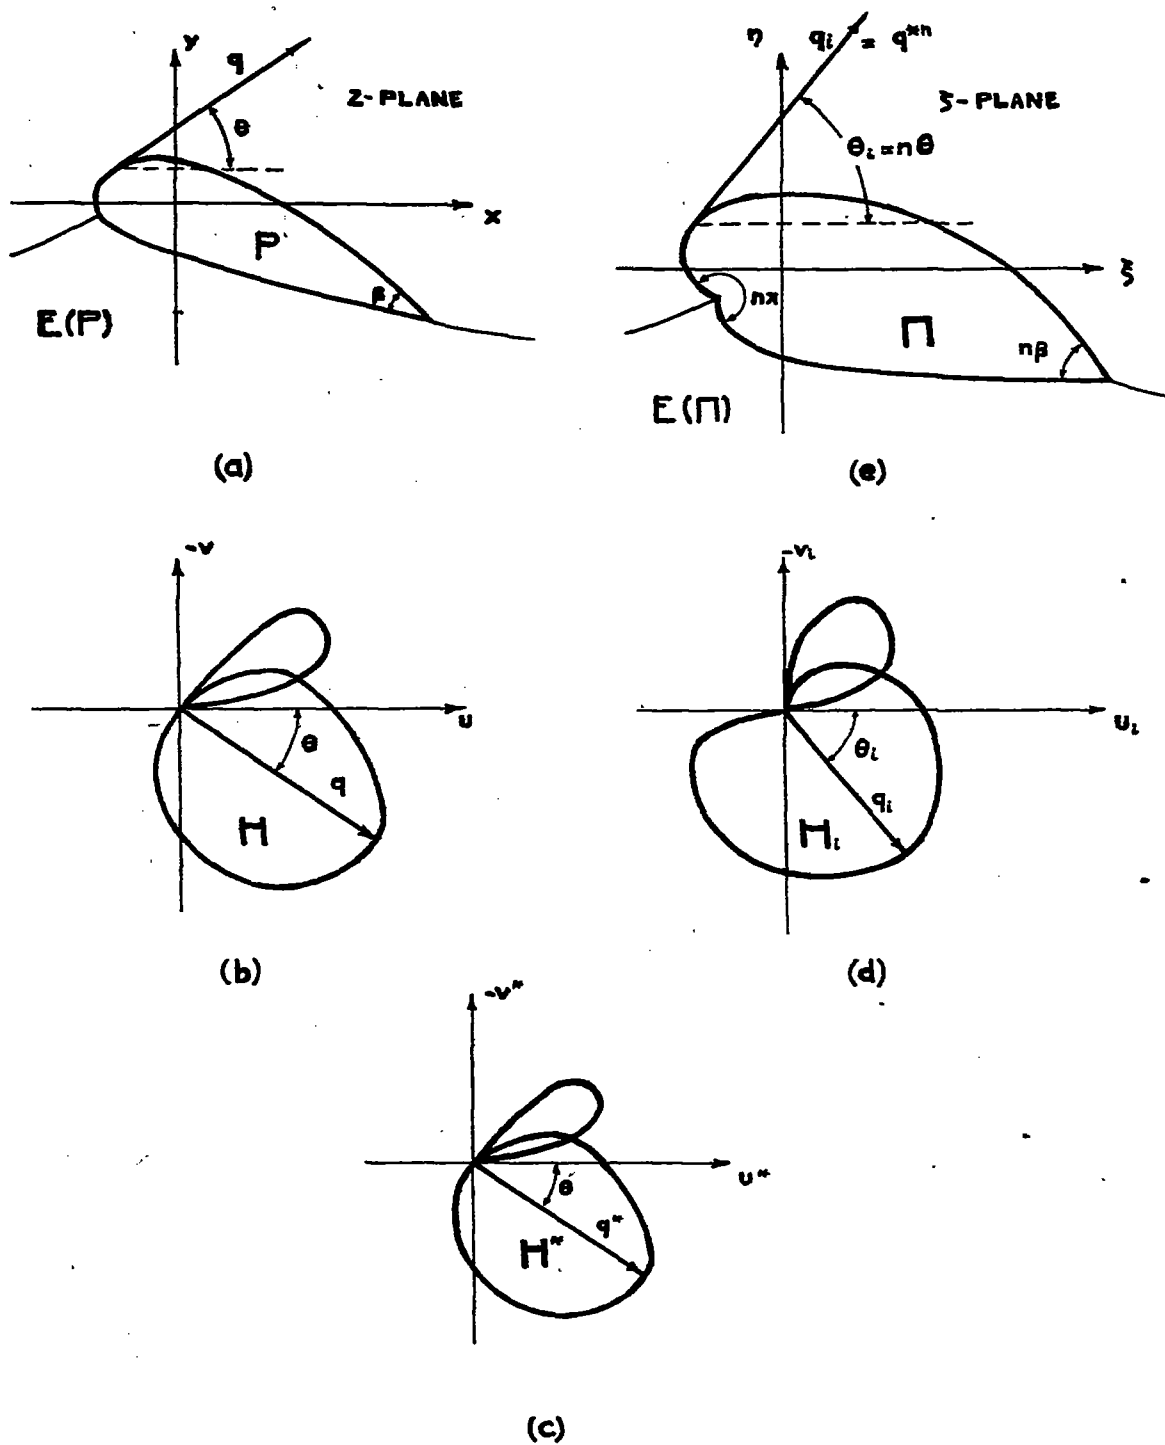 y
q
Z-PLANE
θ
x
P
β
E(P)
(a)
η
qᵢ = q*ⁿ
ξ-PLANE
θᵢ=nθ
ξ
nπ
Π
nβ
E(Π)
(e)
-v
u
θ
q
H
(b)
-vᵢ
uᵢ
θᵢ
qᵢ
Hᵢ
(d)
-v*
u*
θ
q*
H*
(c)